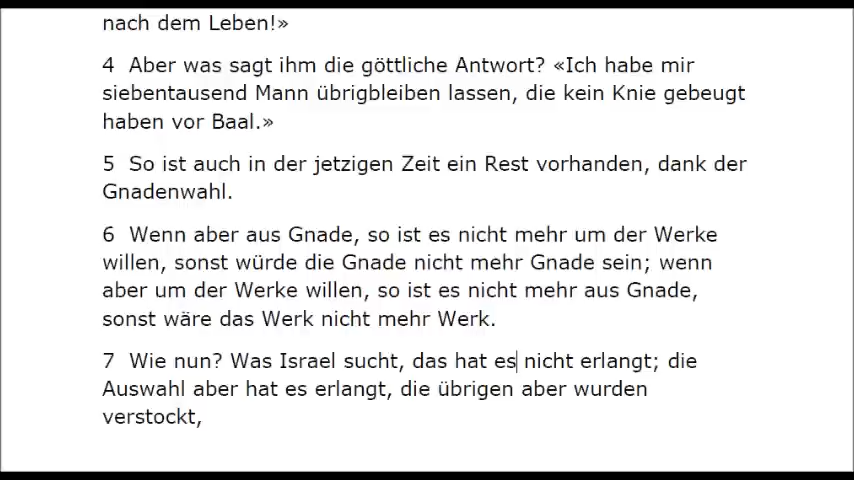 nach dem Leben!»
4 Aber was sagt ihm die göttliche Antwort? «Ich habe mir
siebentausend Mann übrigbleiben lassen, die kein Knie gebeugt
haben vor Baal.»
5 So ist auch in der jetzigen Zeit ein Rest vorhanden, dank der
Gnadenwahl.
6 Wenn aber aus Gnade, so ist es nicht mehr um der Werke
willen, sonst würde die Gnade nicht mehr Gnade sein; wenn
aber um der Werke willen, so ist es nicht mehr aus Gnade,
sonst wäre das Werk nicht mehr Werk.
7 Wie nun? Was Israel sucht, das hat es nicht erlangt; die
Auswahl aber hat es erlangt, die übrigen aber wurden
verstockt,